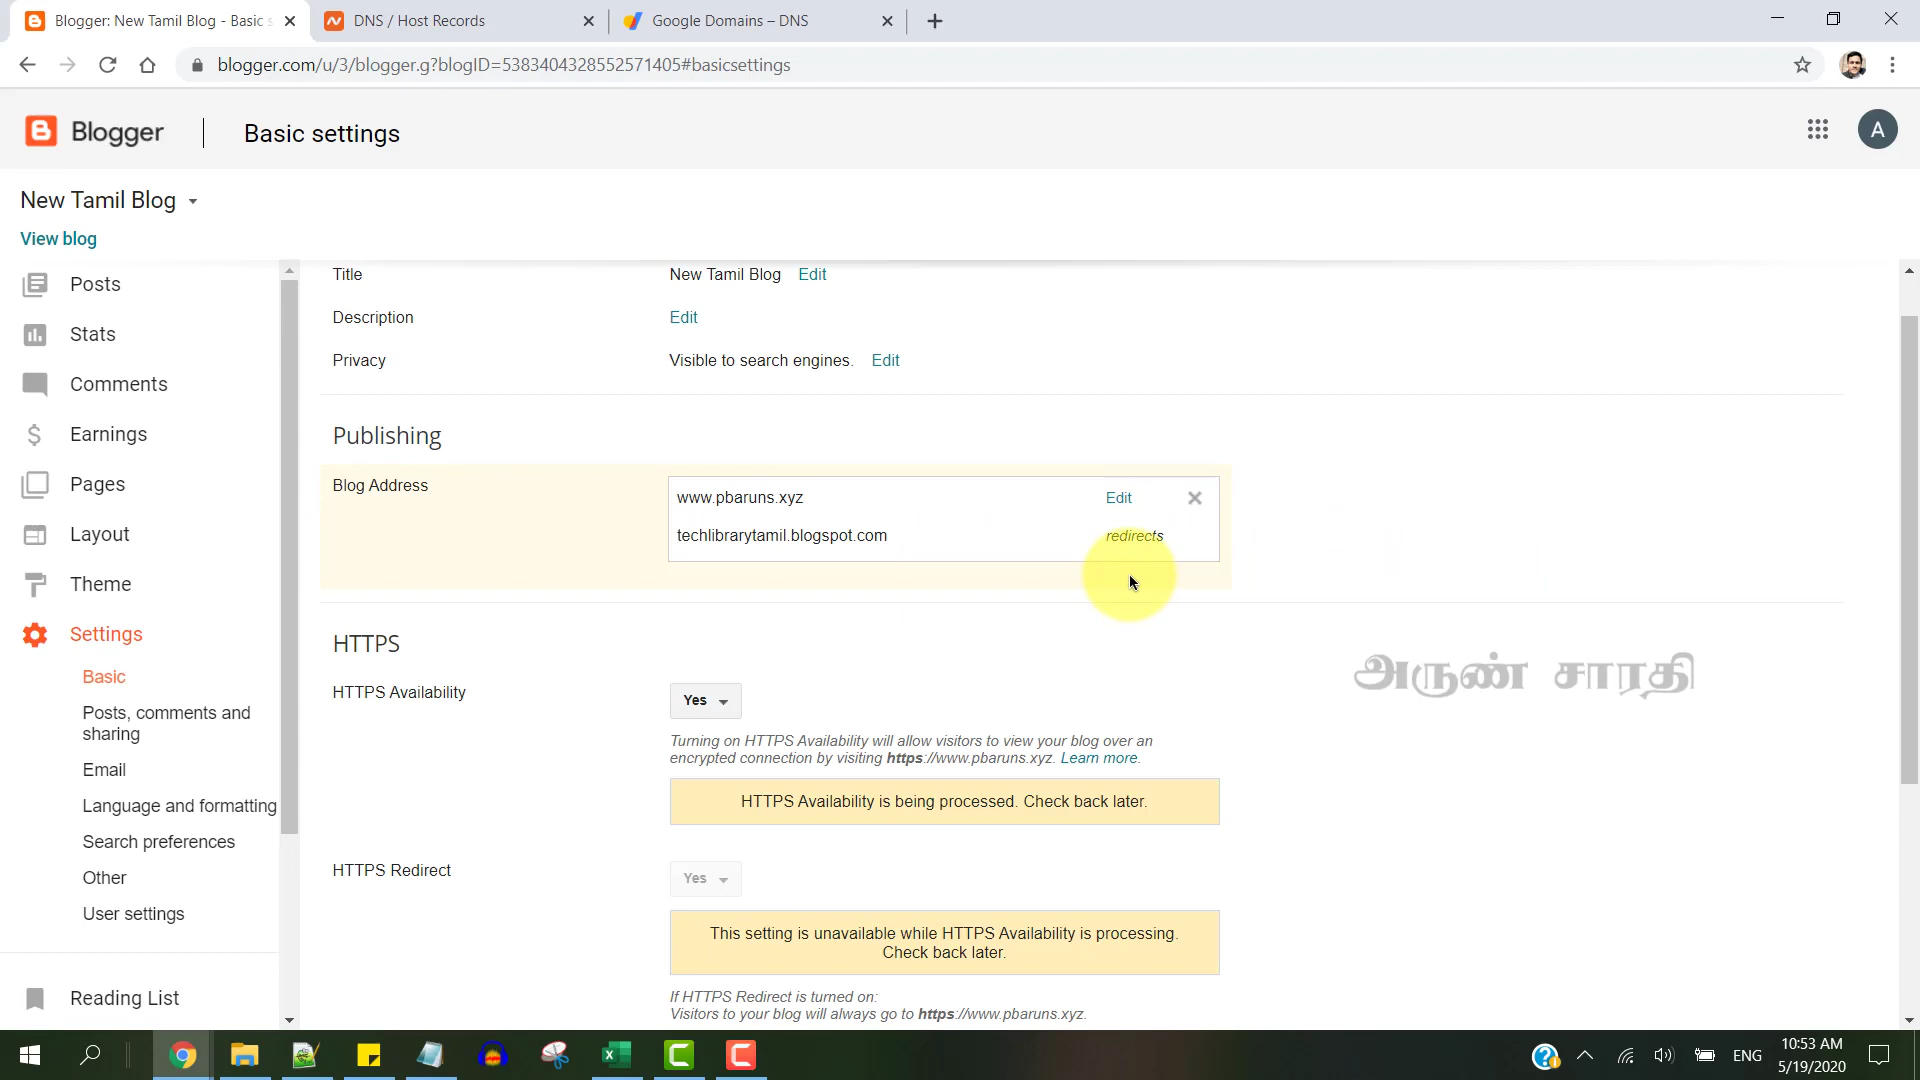 Blogger: New Tamil Blog - Basic s
DNS / Host Records
Google Domains – DNS
blogger.com/u/3/blogger.g?blogID=5383404328552571405#basicsettings
Blogger
Basic settings
A
New Tamil Blog
View blog
Posts
Stats
Comments
Earnings
Pages
Layout
Theme
Settings
Basic
Posts, comments and
sharing
Email
Language and formatting
Search preferences
Other
User settings
Reading List
Title
New Tamil Blog Edit
Description
Edit
Privacy
Visible to search engines. Edit
Publishing
Blog Address
www.pbaruns.xyz Edit
techlibrarytamil.blogspot.com redirects
HTTPS
HTTPS Availability
Yes
Turning on HTTPS Availability will allow visitors to view your blog over an
encrypted connection by visiting https://www.pbaruns.xyz. Learn more.
HTTPS Availability is being processed. Check back later.
HTTPS Redirect
Yes
This setting is unavailable while HTTPS Availability is processing.
Check back later.
If HTTPS Redirect is turned on:
Visitors to your blog will always go to https://www.pbaruns.xyz.
அருண் சாரதி
ENG
10:53 AM
5/19/2020